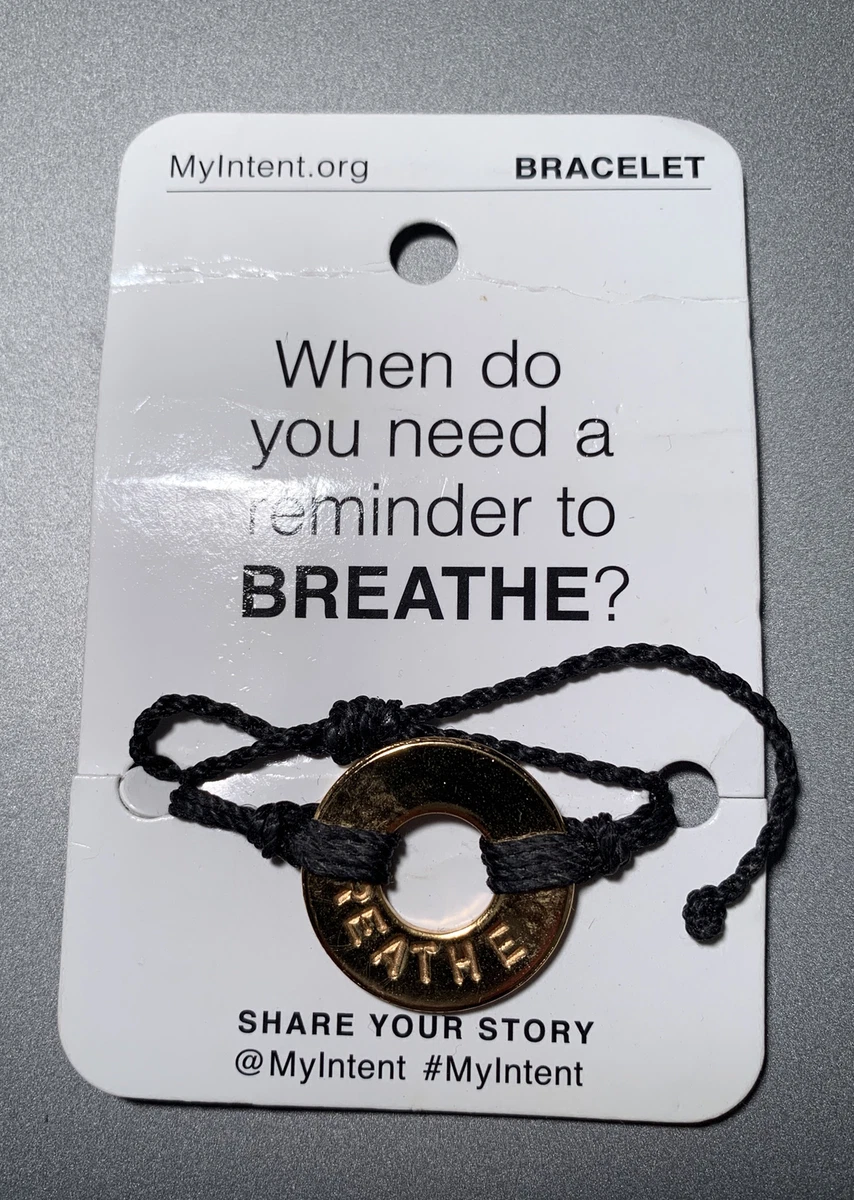 MyIntent.org BRACELET
When do
you need a
reminder to
BREATHE?
REATHE
SHARE YOUR STORY
@MyIntent #MyIntent